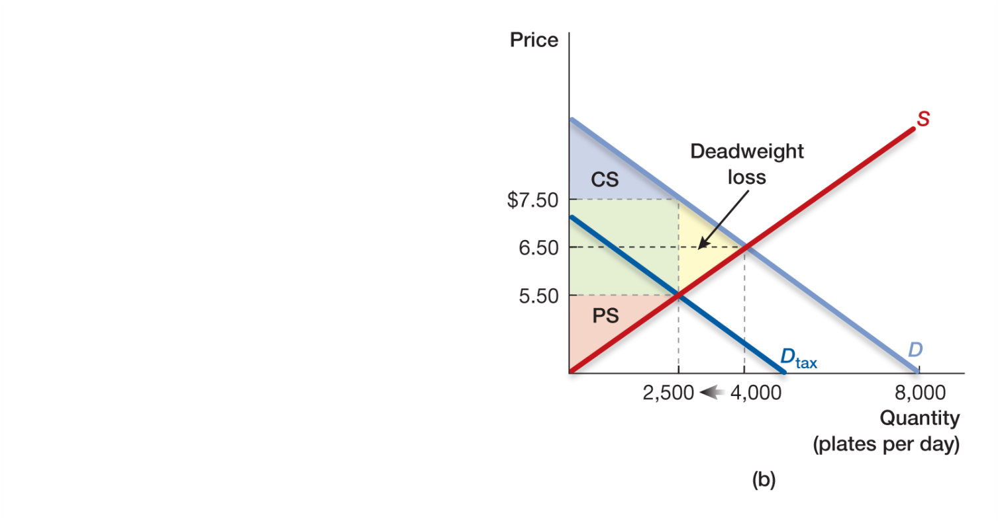 Price
S
Deadweight
loss
CS
$7.50
6.50
5.50
PS
D
Dtax
2,500 4,000 8,000
Quantity
(plates per day)
(b)